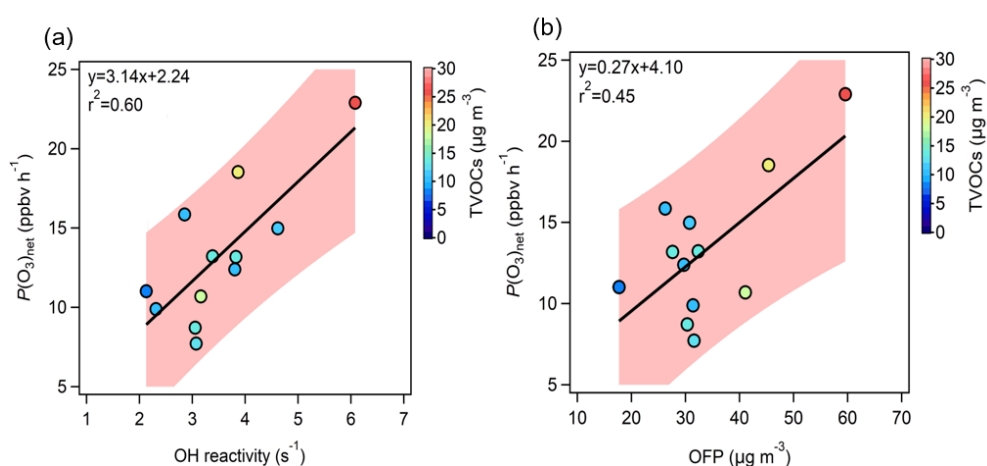 (a)
y=3.14x+2.24
r²=0.60
25
20
15
10
5
P(O₃)net (ppbv h⁻¹)
1 2 3 4 5 6 7
OH reactivity (s⁻¹)
30
25
20
15
10
5
0
TVOCs (µg m⁻³)
(b)
y=0.27x+4.10
r²=0.45
25
20
15
10
5
P(O₃)net (ppbv h⁻¹)
10 20 30 40 50 60 70
OFP (µg m⁻³)
30
25
20
15
10
5
0
TVOCs (µg m⁻³)